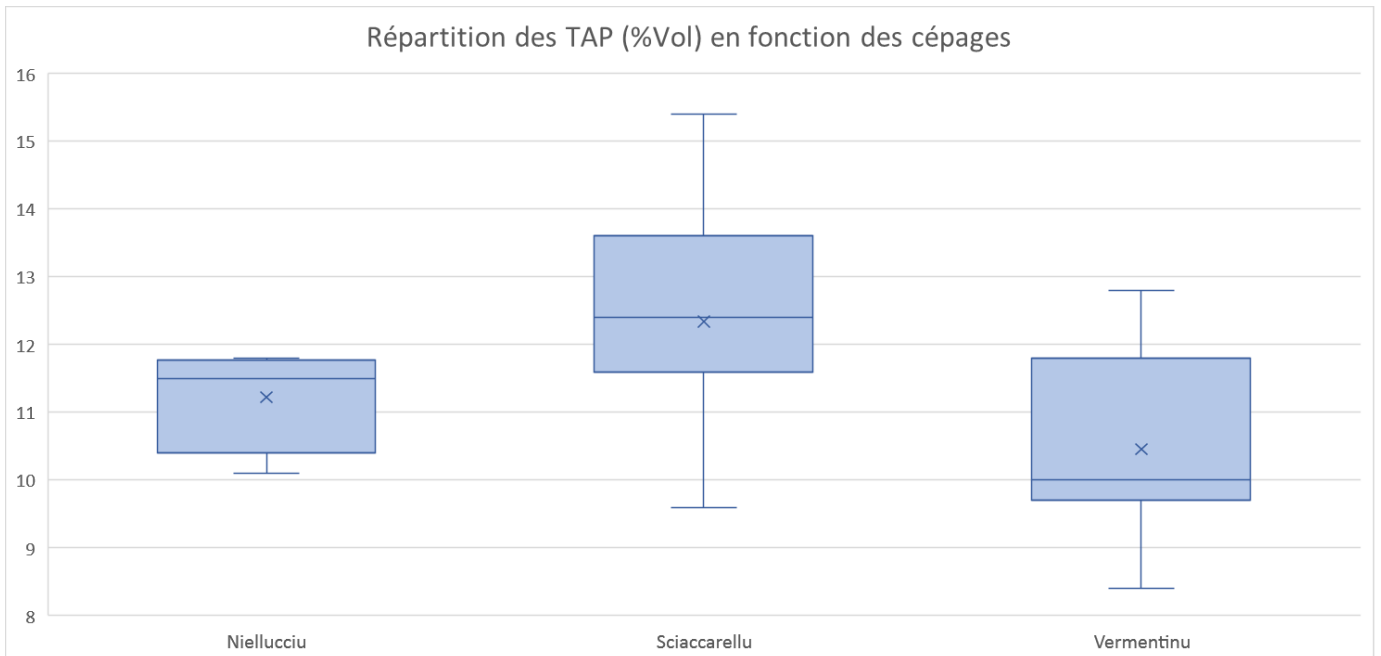 Répartition des TAP (%Vol) en fonction des cépages
16
15
14
13
12
11
10
9
8
Niellucciu
Sciaccarellu
Vermentinu